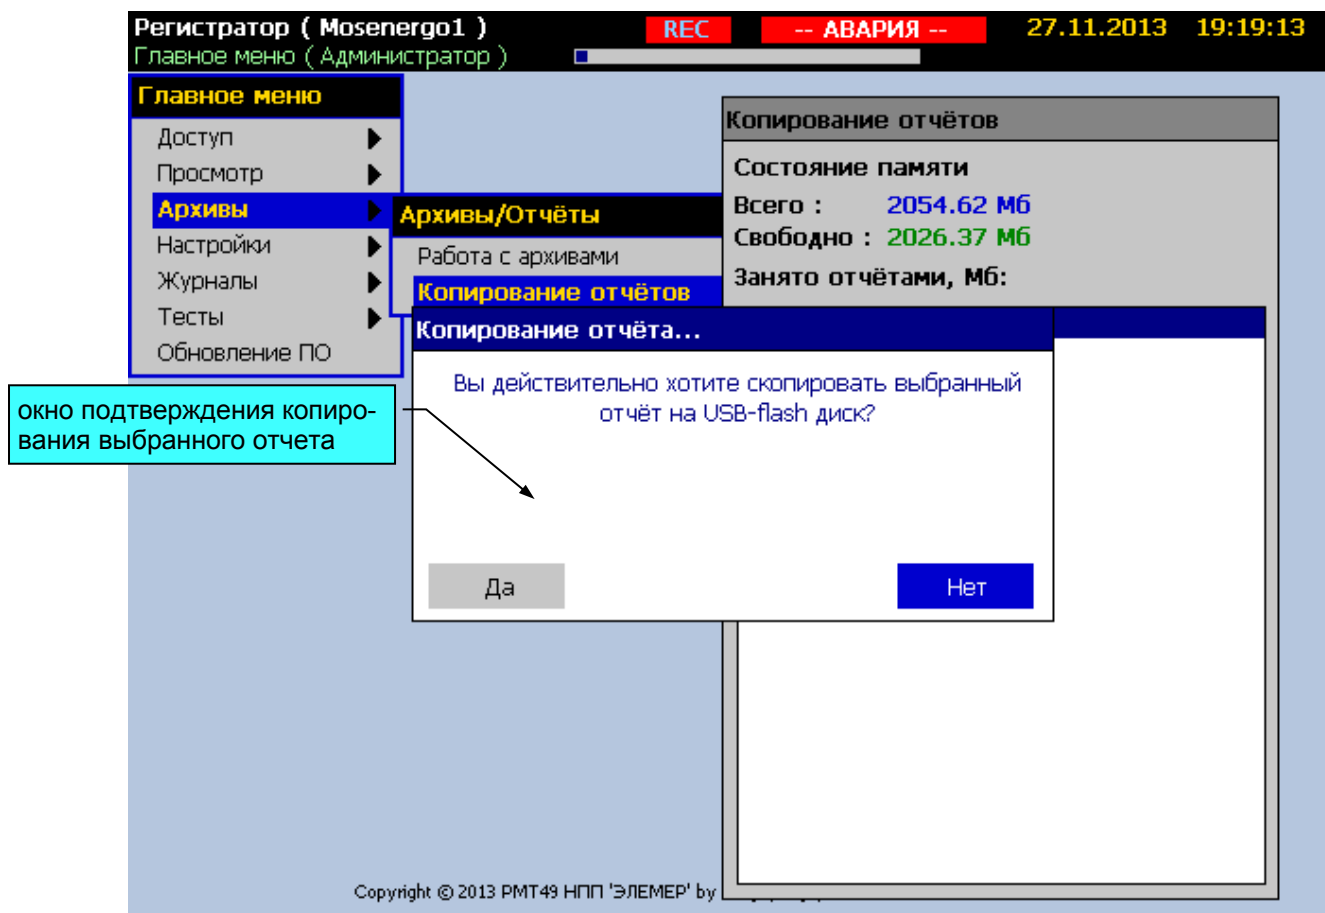 Регистратор ( Mosenergo1 ) REC -- АВАРИЯ -- 27.11.2013 19:19:13
Главное меню ( Администратор )
Главное меню
Доступ
Просмотр
Архивы
Настройки
Журналы
Тесты
Обновление ПО
Архивы/Отчёты
Работа с архивами
Копирование отчётов
Копирование отчётов
Состояние памяти
Всего : 2054.62 Мб
Свободно : 2026.37 Мб
Занято отчётами, Мб:
Копирование отчёта...
Вы действительно хотите скопировать выбранный
отчёт на USB-flash диск?
Да Нет
окно подтверждения копиро-
вания выбранного отчета
Copyright © 2013 РМТ49 НПП 'ЭЛЕМЕР' by